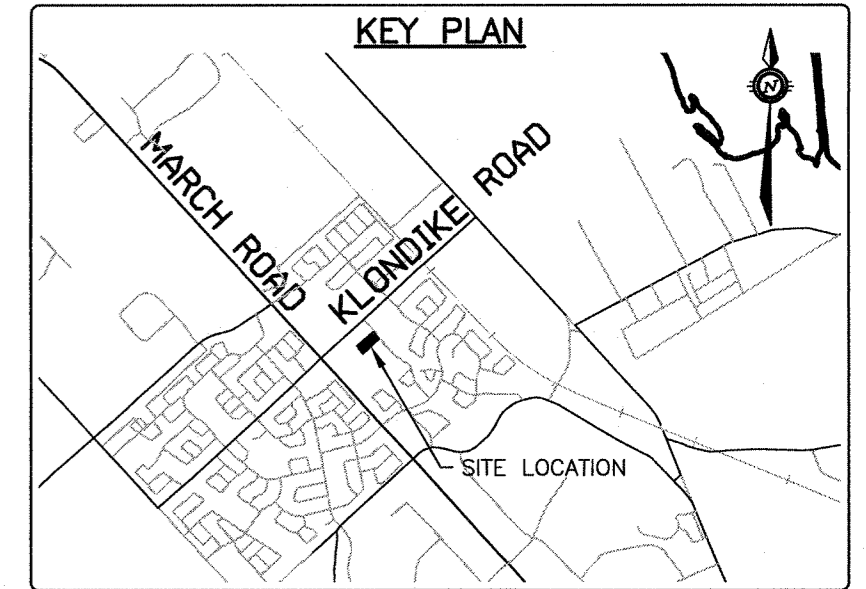 KEY PLAN
N
MARCH ROAD
KLONDIKE ROAD
SITE LOCATION